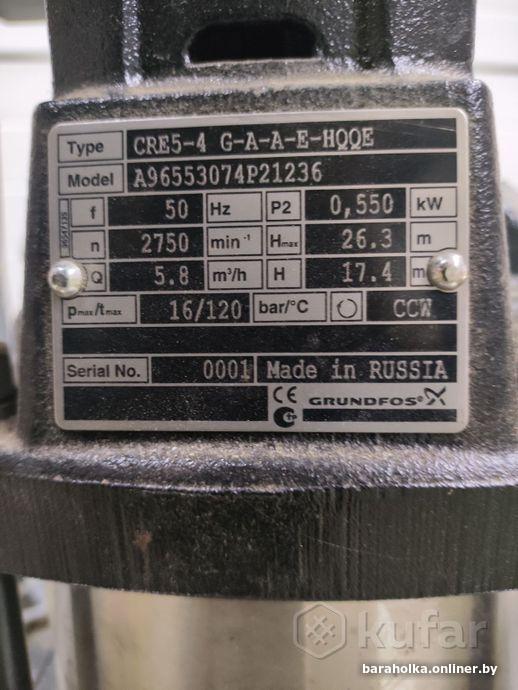 Type CRE5-4 G-A-A-E-HQQE
Model A96553074P21236
f 50 Hz P2 0,550 kW
n 2750 min⁻¹ Hmax 26.3 m
Q 5.8 m³/h H 17.4 m
pmax/tmax 16/120 bar/°C CCW
Serial No. 0001 Made in RUSSIA
CE
GRUNDFOS
kufar
baraholka.onliner.by